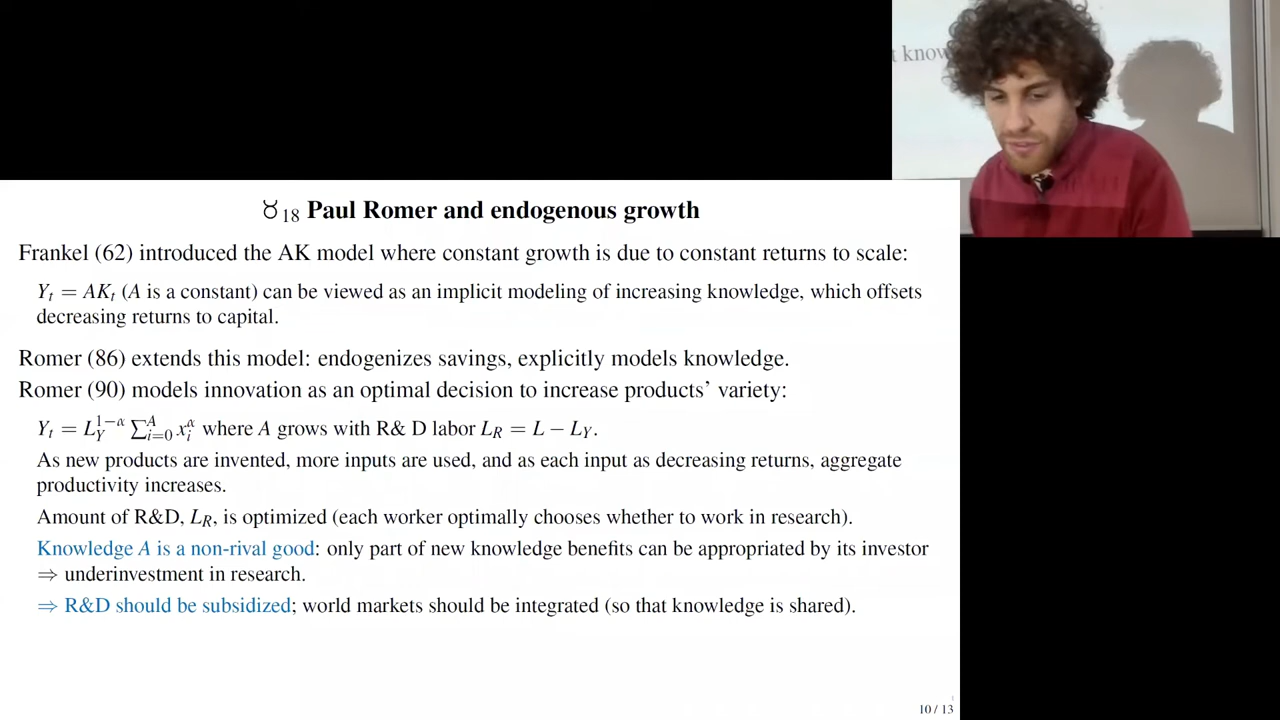 t know
♉18 Paul Romer and endogenous growth
Frankel (62) introduced the AK model where constant growth is due to constant returns to scale:
Yₜ = AKₜ (A is a constant) can be viewed as an implicit modeling of increasing knowledge, which offsets
decreasing returns to capital.
Romer (86) extends this model: endogenizes savings, explicitly models knowledge.
Romer (90) models innovation as an optimal decision to increase products’ variety:
Yₜ = L_Y^{1−α} ∑_{i=0}^{A} x_i^α where A grows with R& D labor L_R = L − L_Y.
As new products are invented, more inputs are used, and as each input as decreasing returns, aggregate
productivity increases.
Amount of R&D, L_R, is optimized (each worker optimally chooses whether to work in research).
Knowledge A is a non-rival good: only part of new knowledge benefits can be appropriated by its investor
⇒ underinvestment in research.
⇒ R&D should be subsidized; world markets should be integrated (so that knowledge is shared).
10 / 13